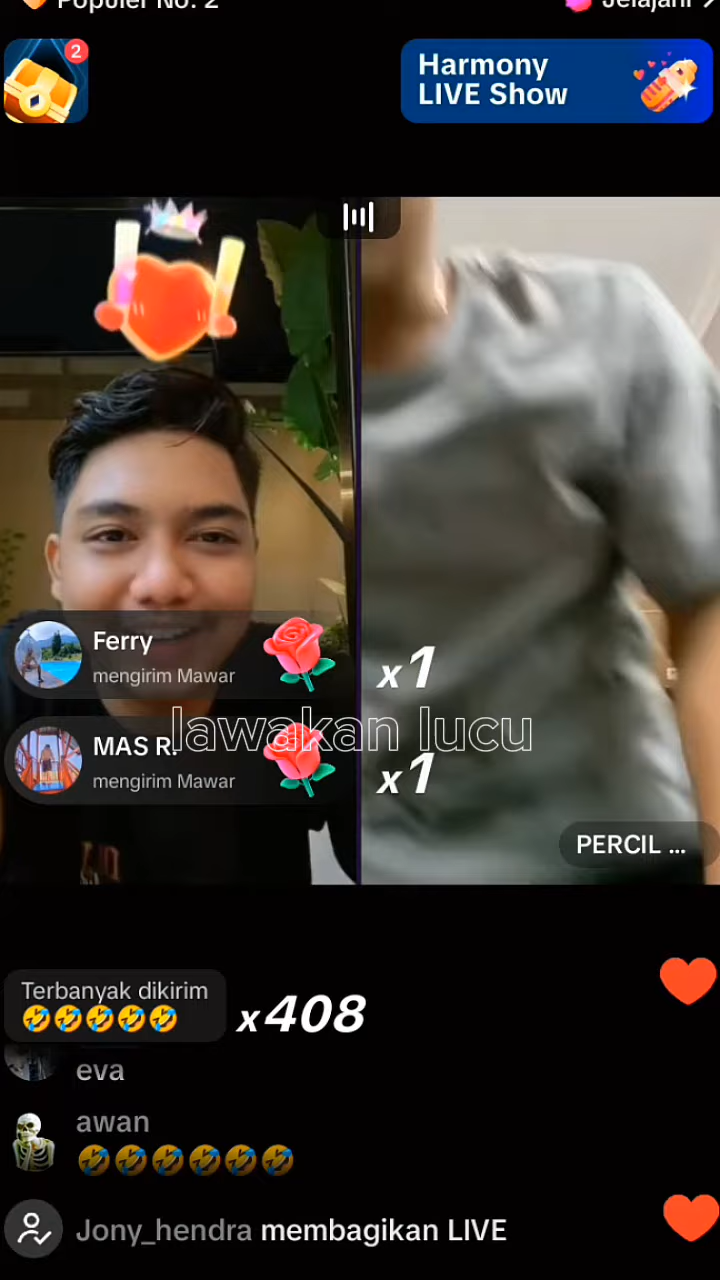 Populer No. 2
Jelajahi >
2
Harmony
LIVE Show
Ferry
mengirim Mawar
x1
lawakan lucu
MAS R.
mengirim Mawar
x1
PERCIL ...
Terbanyak dikirim
🤣🤣🤣🤣🤣 x408
eva
awan
🤣🤣🤣🤣🤣🤣
Jony_hendra membagikan LIVE